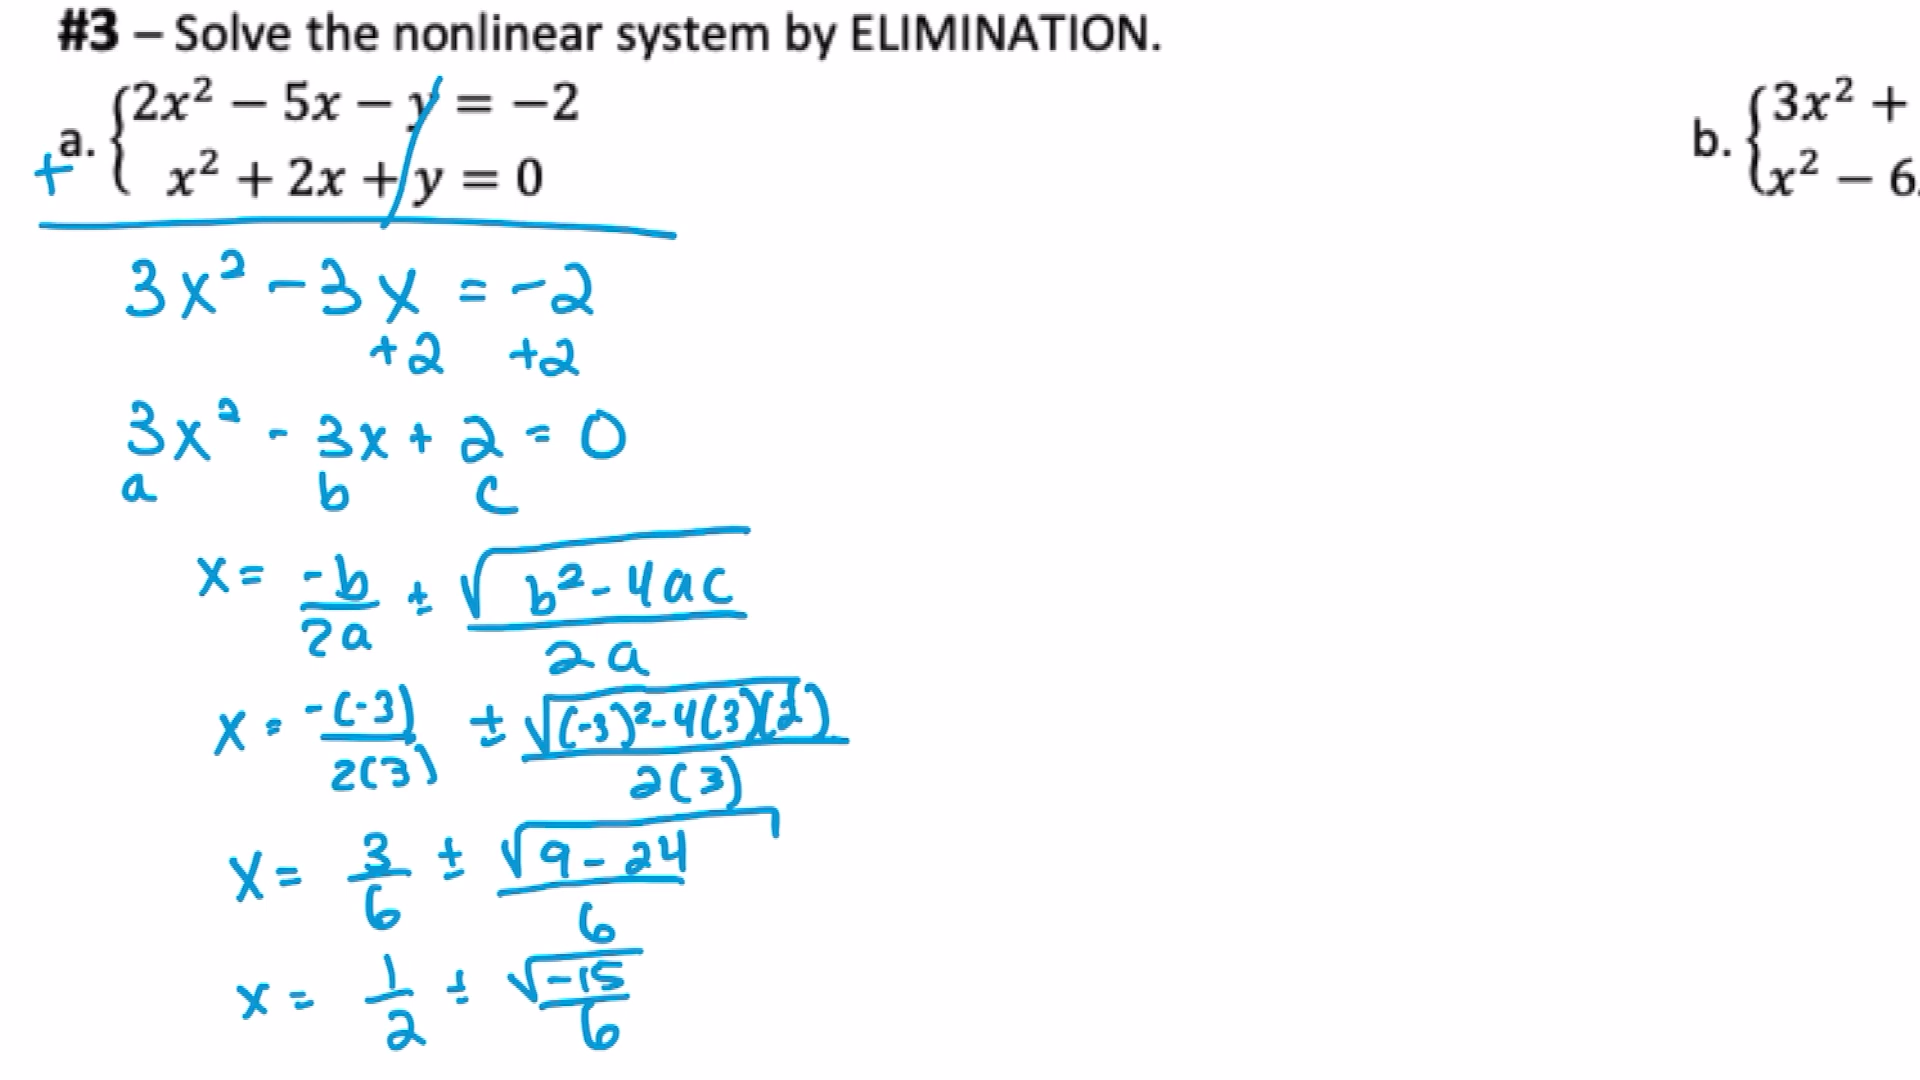 #3 – Solve the nonlinear system by ELIMINATION.
a. {2x² − 5x − y = −2
+ x² + 2x + y = 0
b. {3x² +
x² − 6
3x² - 3x = -2
+2 +2
3x² - 3x + 2 = 0
a b c
x = -b/2a ± √(b² - 4ac)/2a
x = -(-3)/2(3) ± √((-3)² - 4(3)(2))/2(3)
x = 3/6 ± √(9 - 24)/6
x = 1/2 ± √(-15)/6